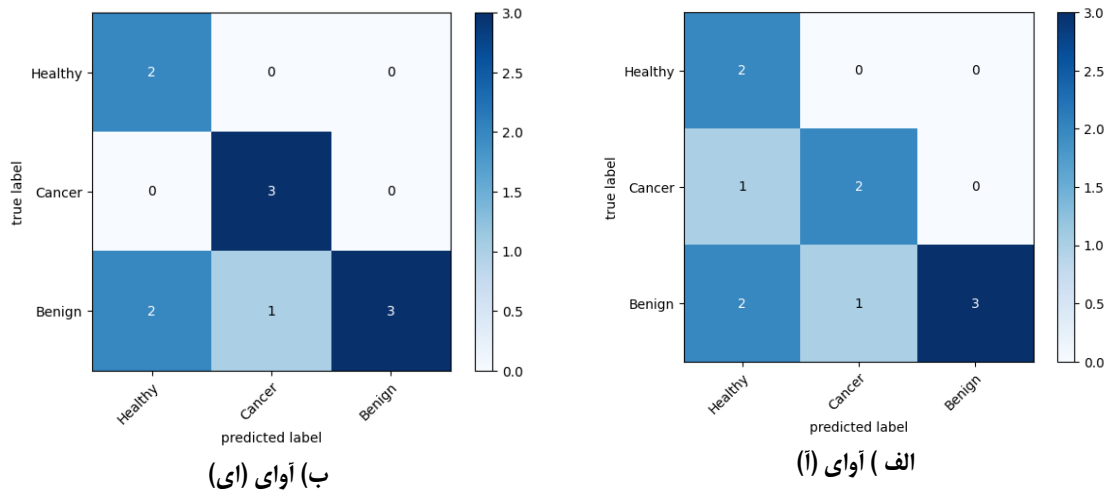 Healthy
Cancer
Benign
true label
2 0 0
0 3 0
2 1 3
Healthy Cancer Benign
predicted label
3.0
2.5
2.0
1.5
1.0
0.5
0.0
ب) آوای (ای)
Healthy
Cancer
Benign
true label
2 0 0
1 2 0
2 1 3
Healthy Cancer Benign
predicted label
3.0
2.5
2.0
1.5
1.0
0.5
0.0
الف ) آوای (آ)